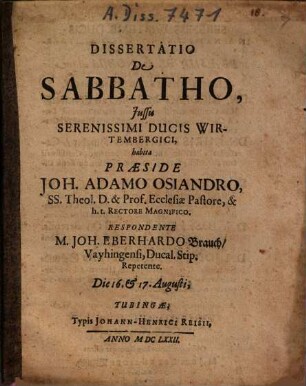 A. Diss. 7471
DISSERTATIO
De
SABBATHO,
Jussu
SERENISSIMI DUCIS WIR-
TEMBERGICI,
habita
PRÆSIDE
JOH. ADAMO OSIANDRO,
SS. Theol. D. & Prof. Ecclesiæ Pastore, &
h. t. RECTORE MAGNIFICO,
RESPONDENTE
M. JOH. EBERHARDO Brauch/
Vayhingensi, Ducal. Stip.
Repetente.
Die 16. & 17. Augusti;
TUBINGÆ;
Typis JOHANN-HENRICI REISII,
ANNO M DC LXXII.